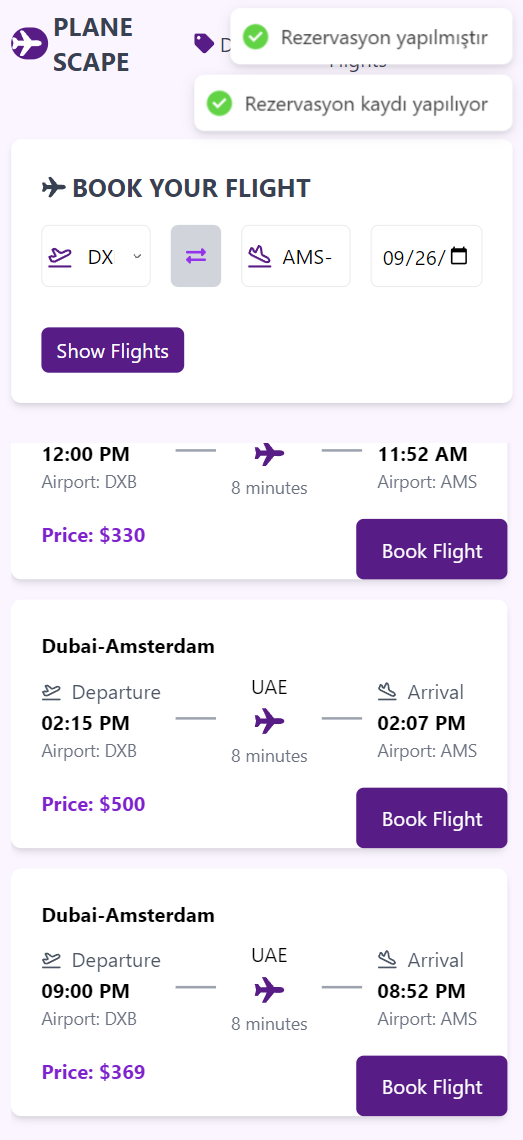 PLANE
SCAPE
D
Flights
Rezervasyon yapılmıştır
Rezervasyon kaydı yapılıyor
BOOK YOUR FLIGHT
DXB
AMS-
09/26/
Show Flights
12:00 PM
11:52 AM
Airport: DXB
8 minutes
Airport: AMS
Price: $330
Book Flight
Dubai-Amsterdam
Departure
UAE
Arrival
02:15 PM
02:07 PM
Airport: DXB
8 minutes
Airport: AMS
Price: $500
Book Flight
Dubai-Amsterdam
Departure
UAE
Arrival
09:00 PM
08:52 PM
Airport: DXB
8 minutes
Airport: AMS
Price: $369
Book Flight